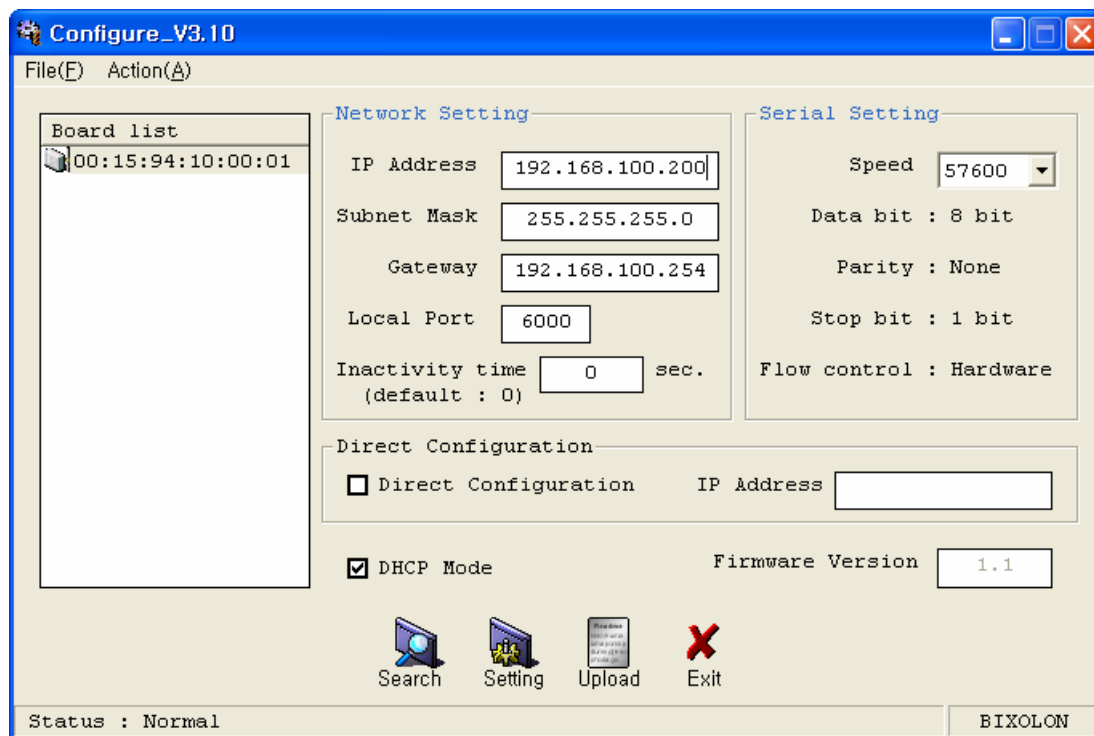 Configure_V3.10
File(F) Action(A)
Board list
00:15:94:10:00:01
Network Setting
IP Address 192.168.100.200
Subnet Mask 255.255.255.0
Gateway 192.168.100.254
Local Port 6000
Inactivity time 0 sec.
(default : 0)
Serial Setting
Speed 57600
Data bit : 8 bit
Parity : None
Stop bit : 1 bit
Flow control : Hardware
Direct Configuration
Direct Configuration IP Address
DHCP Mode Firmware Version 1.1
Search Setting Upload Exit
Status : Normal BIXOLON